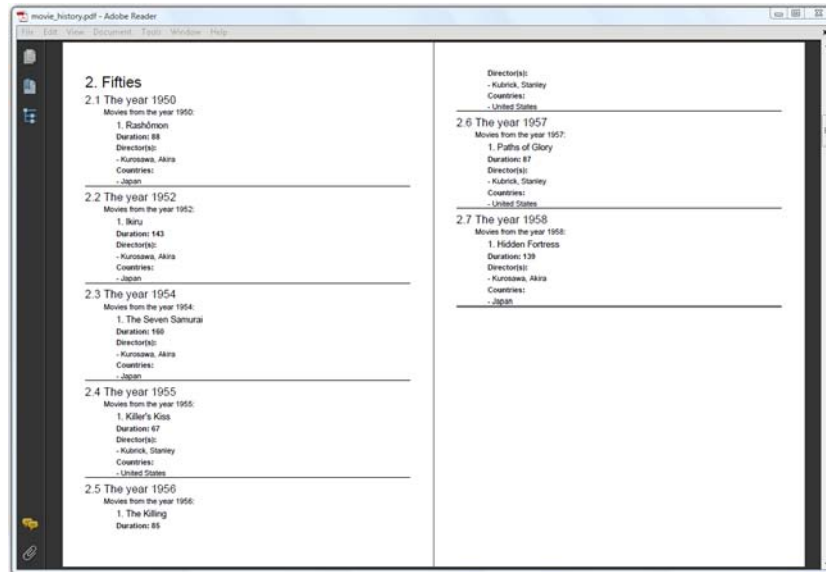 movie_history.pdf - Adobe Reader
File Edit View Document Tools Window Help
2. Fifties
2.1 The year 1950
Movies from the year 1950:
1. Rashômon
Duration: 88
Director(s):
- Kurosawa, Akira
Countries:
- Japan
2.2 The year 1952
Movies from the year 1952:
1. Ikiru
Duration: 143
Director(s):
- Kurosawa, Akira
Countries:
- Japan
2.3 The year 1954
Movies from the year 1954:
1. The Seven Samurai
Duration: 160
Director(s):
- Kurosawa, Akira
Countries:
- Japan
2.4 The year 1955
Movies from the year 1955:
1. Killer's Kiss
Duration: 67
Director(s):
- Kubrick, Stanley
Countries:
- United States
2.5 The year 1956
Movies from the year 1956:
1. The Killing
Duration: 85
Director(s):
- Kubrick, Stanley
Countries:
- United States
2.6 The year 1957
Movies from the year 1957:
1. Paths of Glory
Duration: 87
Director(s):
- Kubrick, Stanley
Countries:
- United States
2.7 The year 1958
Movies from the year 1958:
1. Hidden Fortress
Duration: 139
Director(s):
- Kurosawa, Akira
Countries:
- Japan